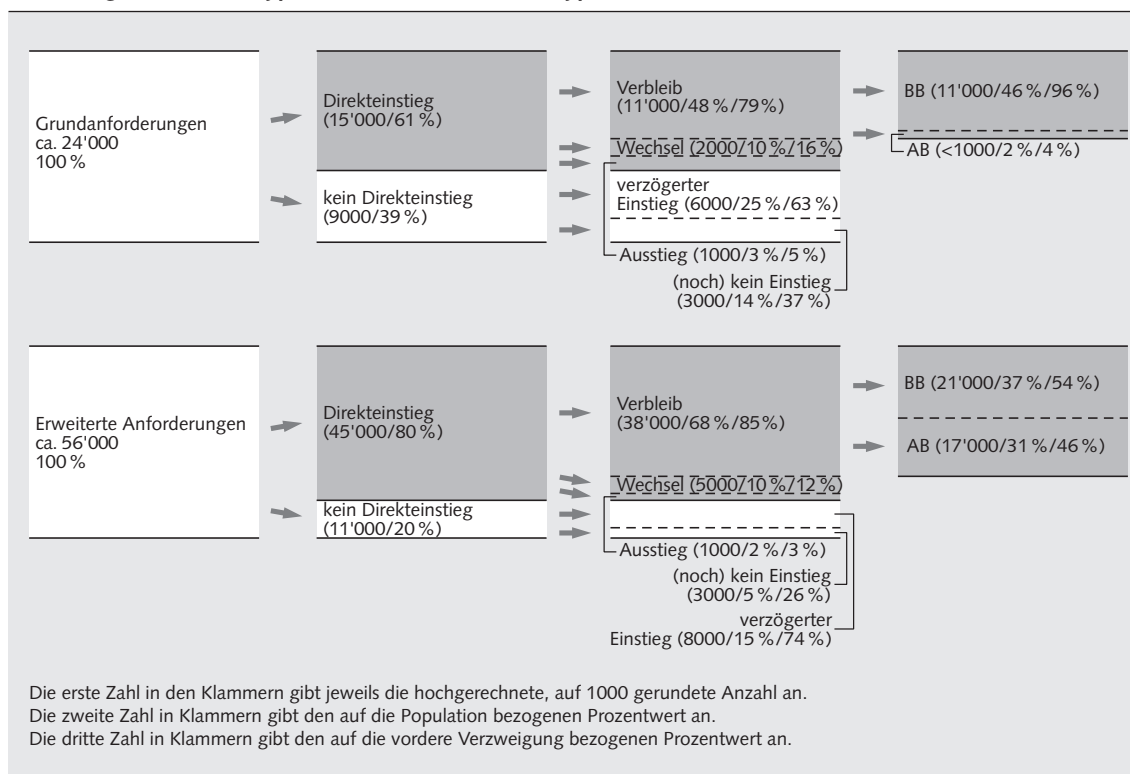 Grundanforderungen
ca. 24'000
100 %
Direkteinstieg
(15'000/61 %)
kein Direkteinstieg
(9000/39 %)
Verbleib
(11'000/48 %/79 %)
Wechsel (2000/10 %/16 %)
verzögerter
Einstieg (6000/25 %/63 %)
Ausstieg (1000/3 %/5 %)
(noch) kein Einstieg
(3000/14 %/37 %)
BB (11'000/46 %/96 %)
AB (<1000/2 %/4 %)
Erweiterte Anforderungen
ca. 56'000
100 %
Direkteinstieg
(45'000/80 %)
kein Direkteinstieg
(11'000/20 %)
Verbleib
(38'000/68 %/85 %)
Wechsel (5000/10 %/12 %)
Ausstieg (1000/2 %/3 %)
(noch) kein Einstieg
(3000/5 %/26 %)
verzögerter
Einstieg (8000/15 %/74 %)
BB (21'000/37 %/54 %)
AB (17'000/31 %/46 %)
Die erste Zahl in den Klammern gibt jeweils die hochgerechnete, auf 1000 gerundete Anzahl an.
Die zweite Zahl in Klammern gibt den auf die Population bezogenen Prozentwert an.
Die dritte Zahl in Klammern gibt den auf die vordere Verzweigung bezogenen Prozentwert an.